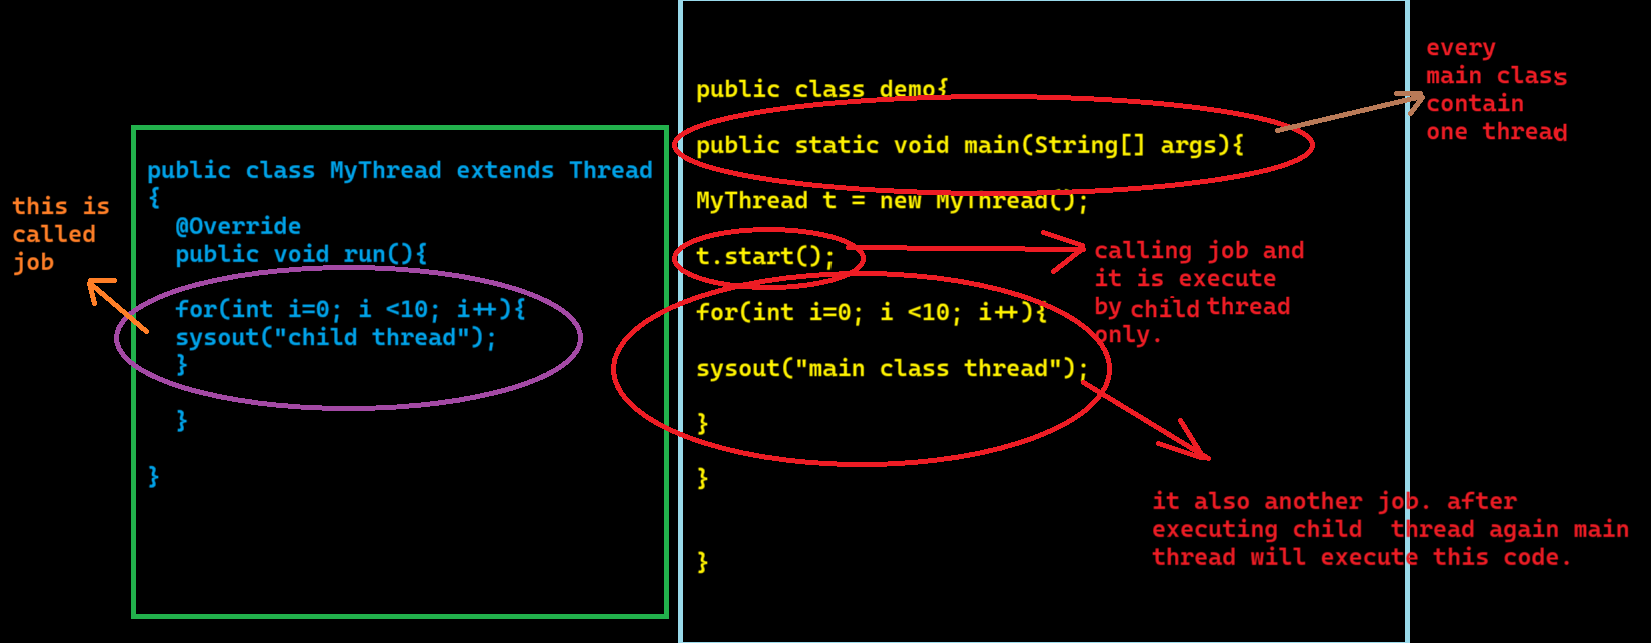 this is
called
job
public class MyThread extends Thread
{
@Override
public void run(){
for(int i=0; i <10; i++){
sysout("child thread");
}
}
}
public class demo{
public static void main(String[] args){
MyThread t = new MyThread();
t.start();
for(int i=0; i <10; i++){
sysout("main class thread");
}
}
}
every
main class
contain
one thread
calling job and
it is execute
by child thread
only.
it also another job. after
executing child  thread again main
thread will execute this code.